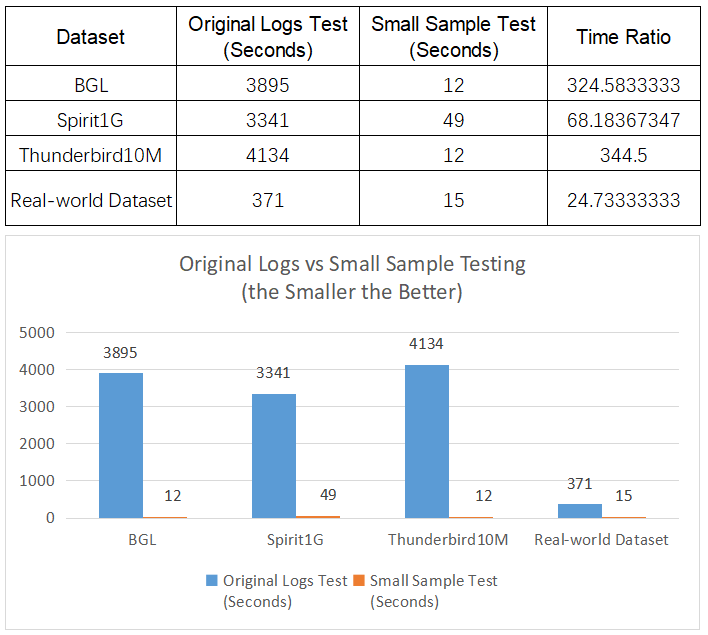 Dataset Original Logs Test (Seconds) Small Sample Test (Seconds) Time Ratio
BGL 3895 12 324.5833333
Spirit1G 3341 49 68.18367347
Thunderbird10M 4134 12 344.5
Real-world Dataset 371 15 24.73333333
Original Logs vs Small Sample Testing
(the Smaller the Better)
5000
4000
3000
2000
1000
0
3895
12
3341
49
4134
12
371
15
BGL Spirit1G Thunderbird10M Real-world Dataset
Original Logs Test (Seconds)
Small Sample Test (Seconds)